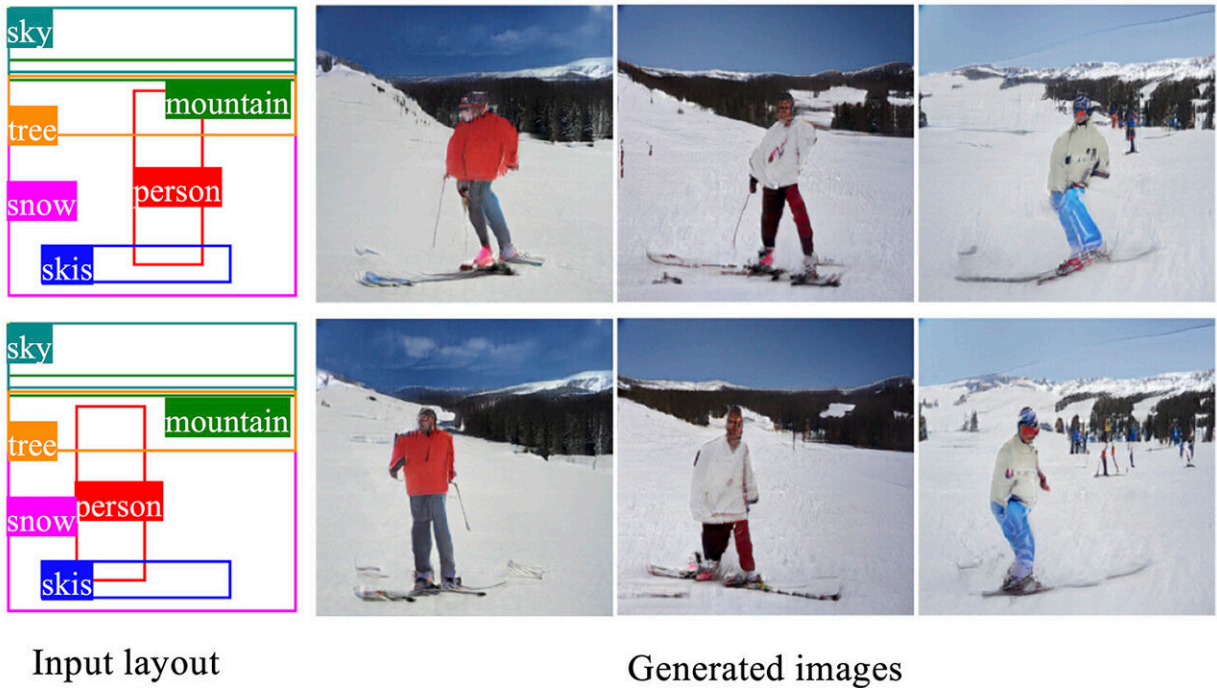 sky
mountain
tree
person
snow
skis
sky
mountain
tree
person
snow
skis
Input layout
Generated images